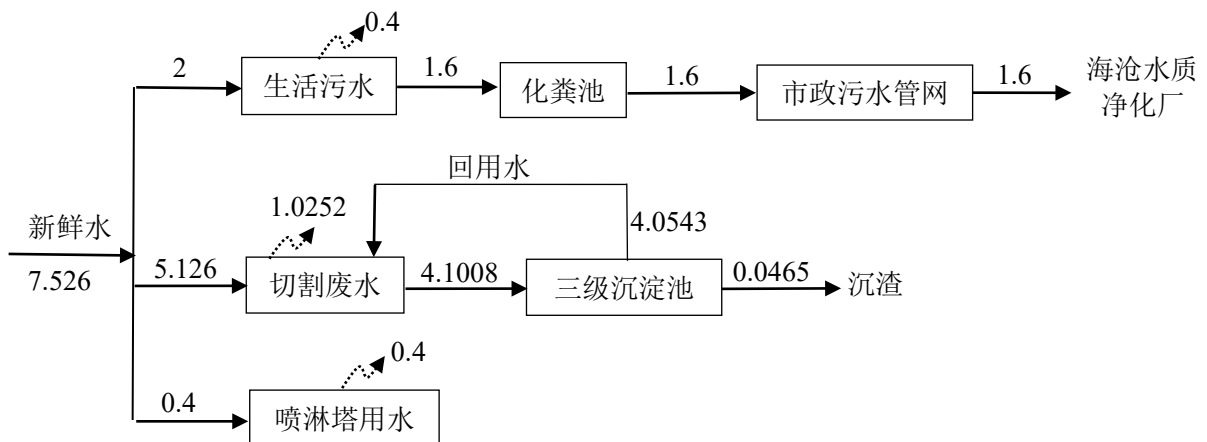 0.4
2
生活污水
1.6
化粪池
1.6
市政污水管网
1.6
海沧水质
净化厂
回用水
新鲜水
7.526
1.0252
5.126
切割废水
4.1008
三级沉淀池
4.0543
0.0465
沉渣
0.4
0.4
喷淋塔用水